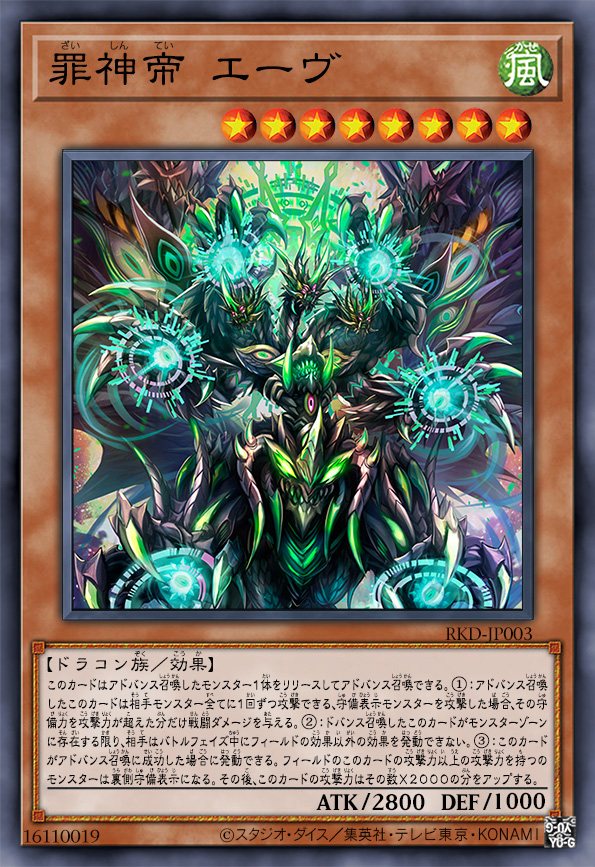 罪神帝 エーヴ
風
RKD-JP003
【ドラコン族／効果】
このカードはアドバンス召喚したモンスター1体をリリースしてアドバンス召喚できる。①：アドバンス召喚
したこのカードは相手モンスター全てに1回ずつ攻撃できる、守備表示モンスターを攻撃した場合、その守
備力を攻撃力が超えた分だけ戦闘ダメージを与える。②：ドバンス召喚したこのカードがモンスターゾーン
に存在する限り、相手はバトルフェイズ中にフィールドの効果以外の効果を発動できない。③：このカード
がアドバンス召喚に成功した場合に発動できる。フィールドのこのカードの攻撃力以上の攻撃力を持つの
モンスターは裏側守備表示になる。その後、このカードの攻撃力はその数×2000の分をアップする。
ATK/2800 DEF/1000
16110019 ©スタジオ・ダイス／集英社・テレビ東京・KONAMI